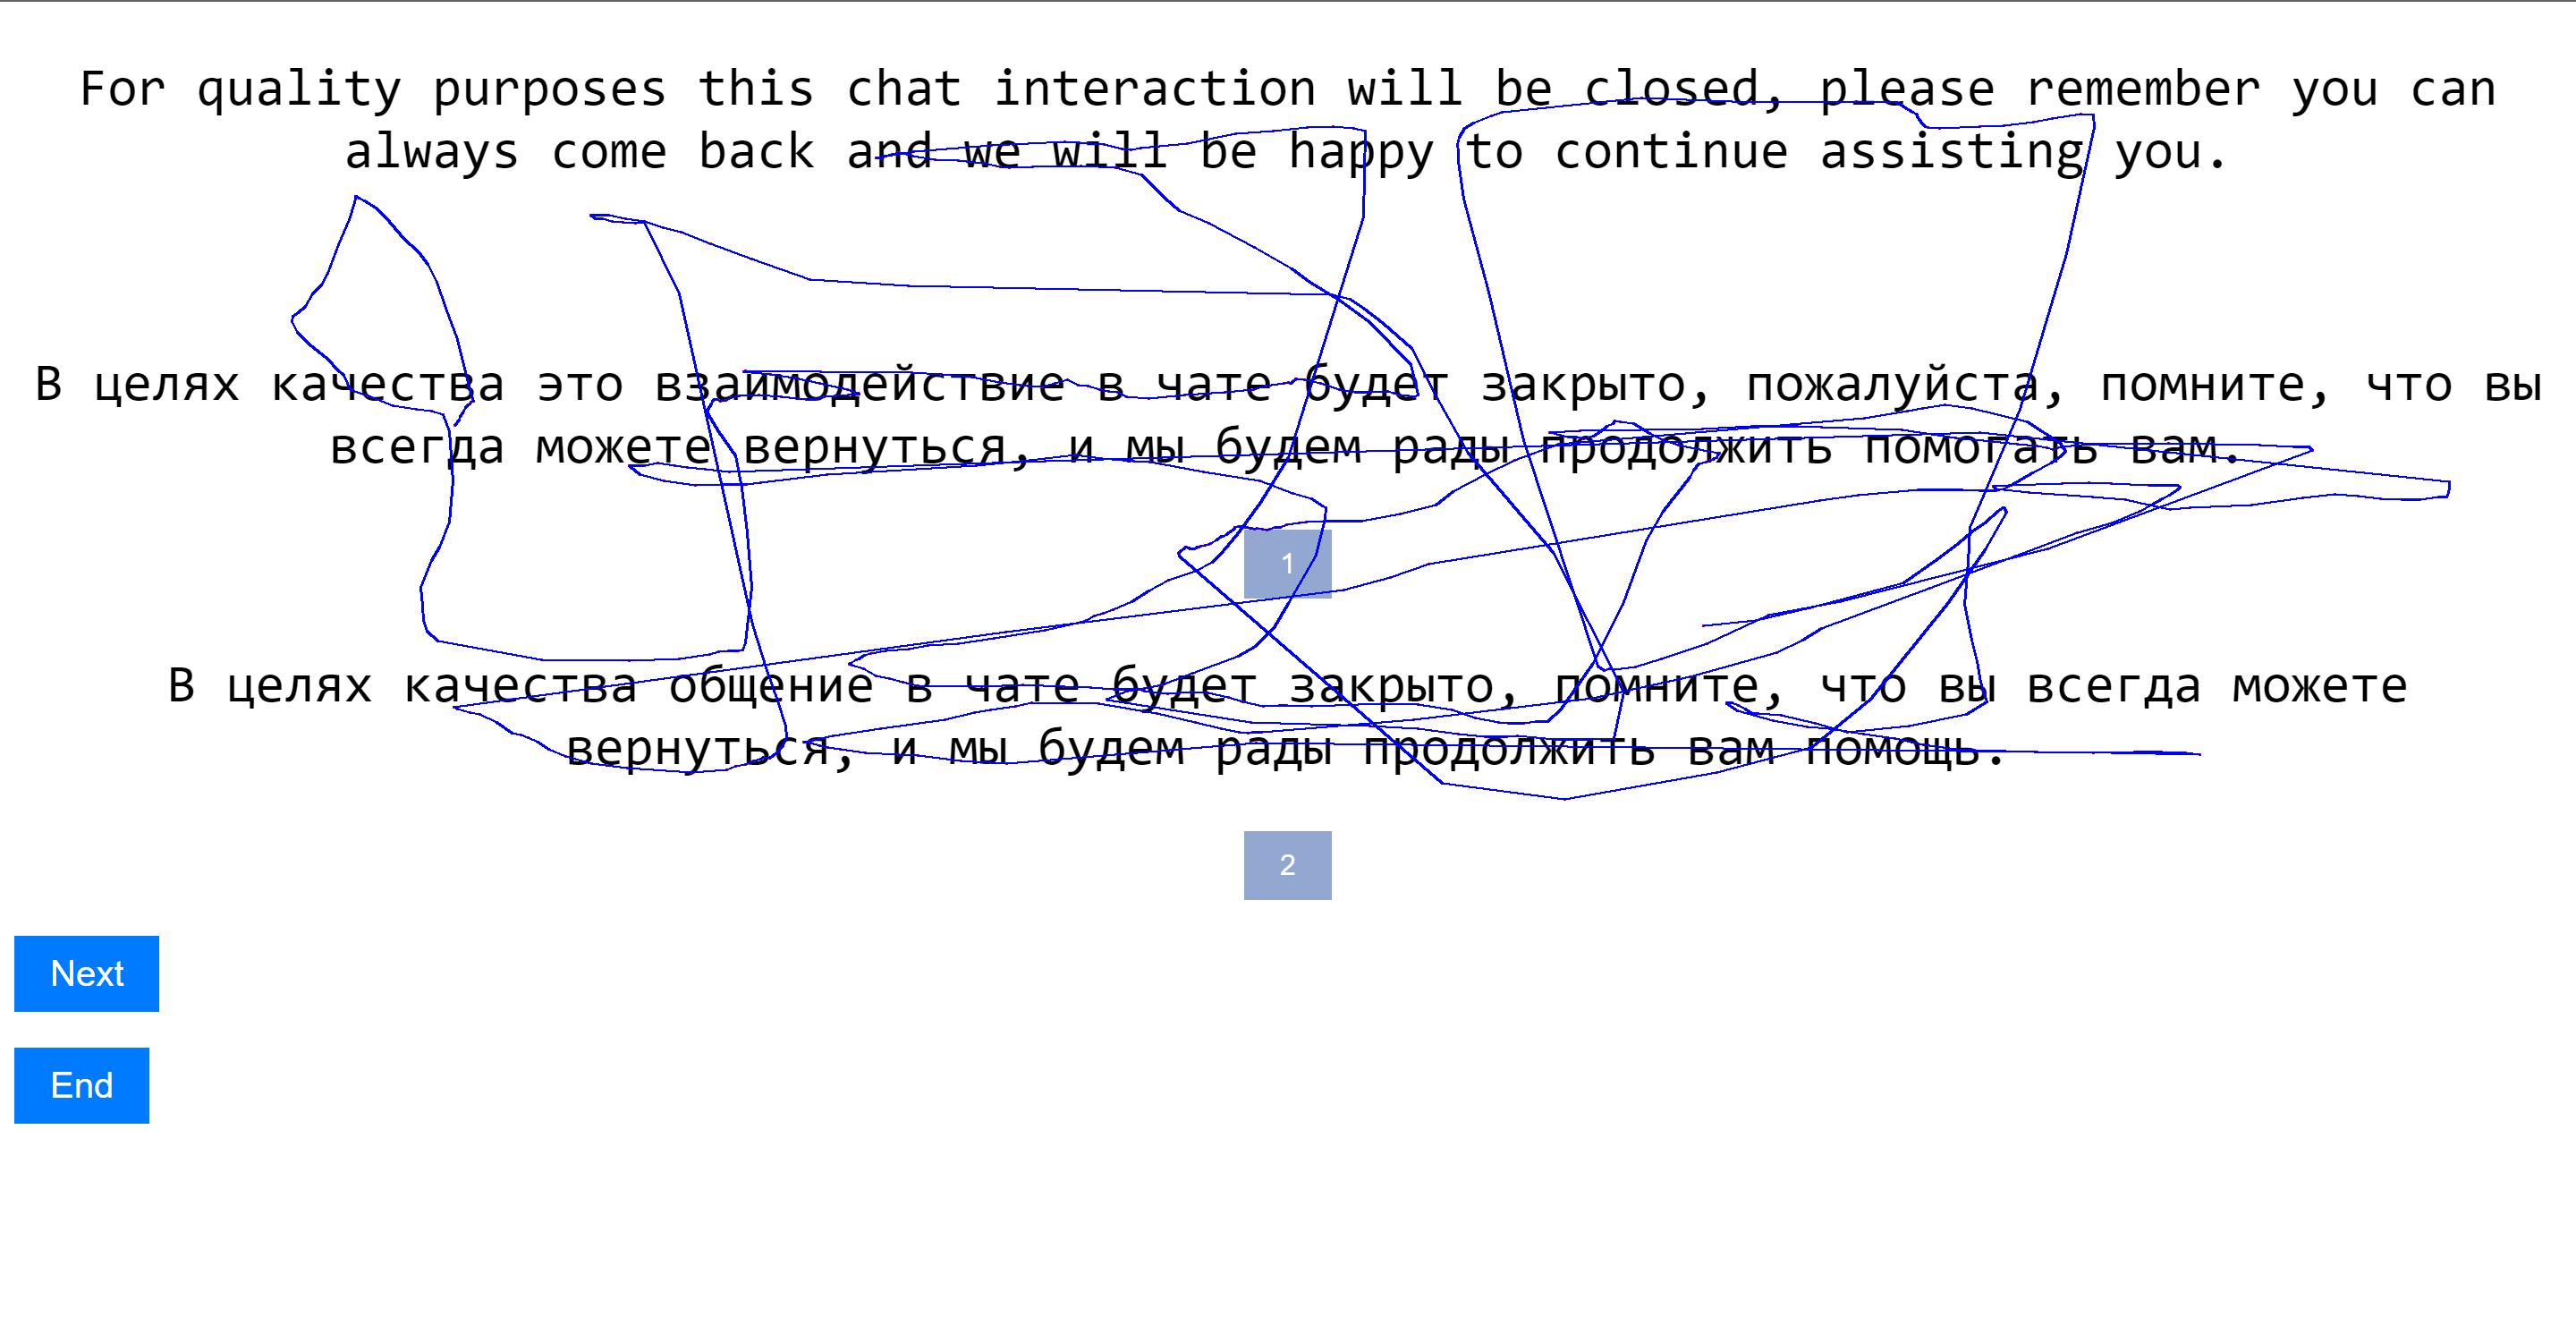 For quality purposes this chat interaction will be closed, please remember you can
always come back and we will be happy to continue assisting you.
В целях качества это взаимодействие в чате будет закрыто, пожалуйста, помните, что вы
всегда можете вернуться, и мы будем рады продолжить помогать вам.
1
В целях качества общение в чате будет закрыто, помните, что вы всегда можете
вернуться, и мы будем рады продолжить вам помощь.
2
Next
End